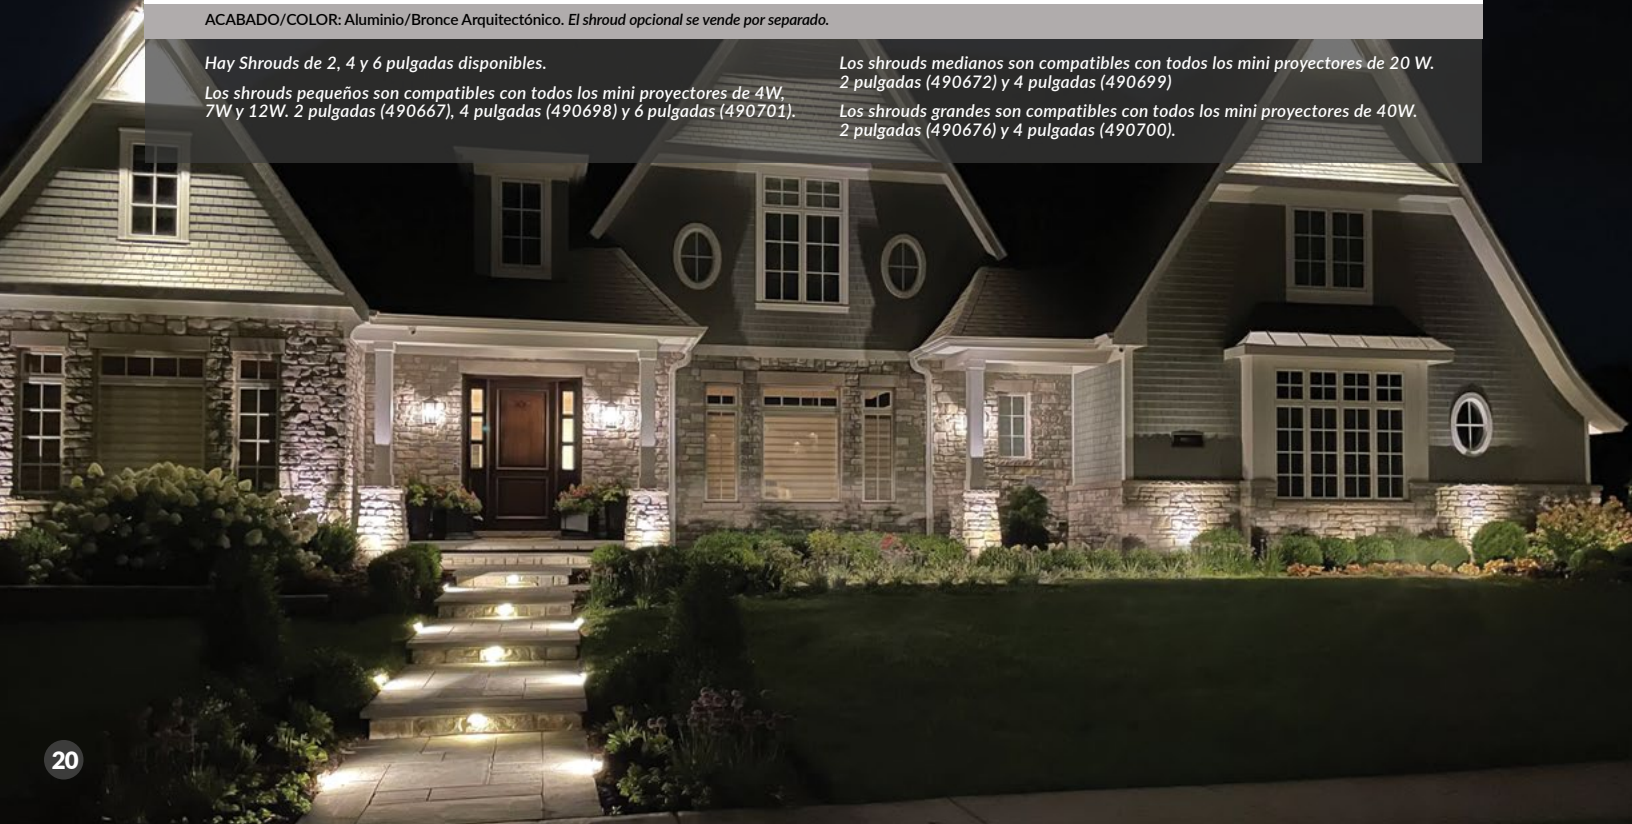 ACABADO/COLOR: Aluminio/Bronce Arquitectónico. El shroud opcional se vende por separado.
Hay Shrouds de 2, 4 y 6 pulgadas disponibles.
Los shrouds pequeños son compatibles con todos los mini proyectores de 4W,
7W y 12W. 2 pulgadas (490667), 4 pulgadas (490698) y 6 pulgadas (490701).
Los shrouds medianos son compatibles con todos los mini proyectores de 20 W.
2 pulgadas (490672) y 4 pulgadas (490699)
Los shrouds grandes son compatibles con todos los mini proyectores de 40W.
2 pulgadas (490676) y 4 pulgadas (490700).
20